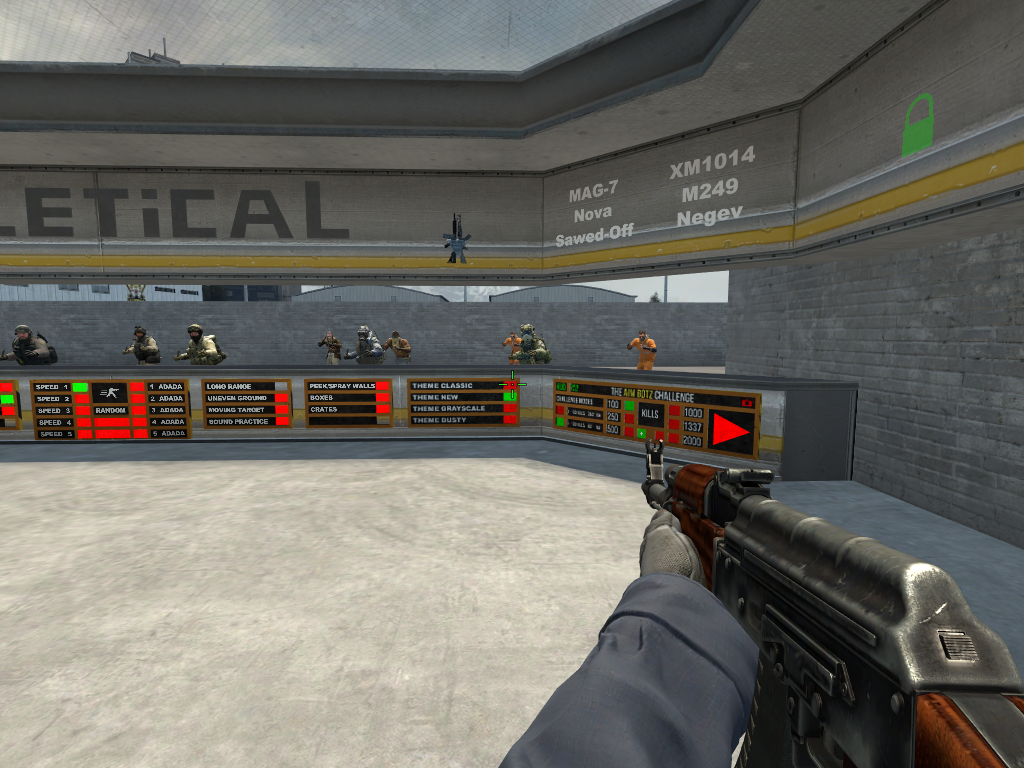 LETiCAL
MAG-7
Nova
Sawed-Off
XM1014
M249
Negev
SPEED 1
SPEED 2
SPEED 3
SPEED 4
SPEED 5
RANDOM
1 ADADA
2 ADADA
3 ADADA
4 ADADA
5 ADADA
LONG RANGE
UNEVEN GROUND
MOVING TARGET
SOUND PRACTICE
PEEK/SPRAY WALLS
BOXES
CRATES
THEME CLASSIC
THEME NEW
THEME GRAYSCALE
THEME DUSTY
THE AIM BOTZ CHALLENGE
CHALLENGE NOTES
100
250
500
KILLS
1000
1337
2000